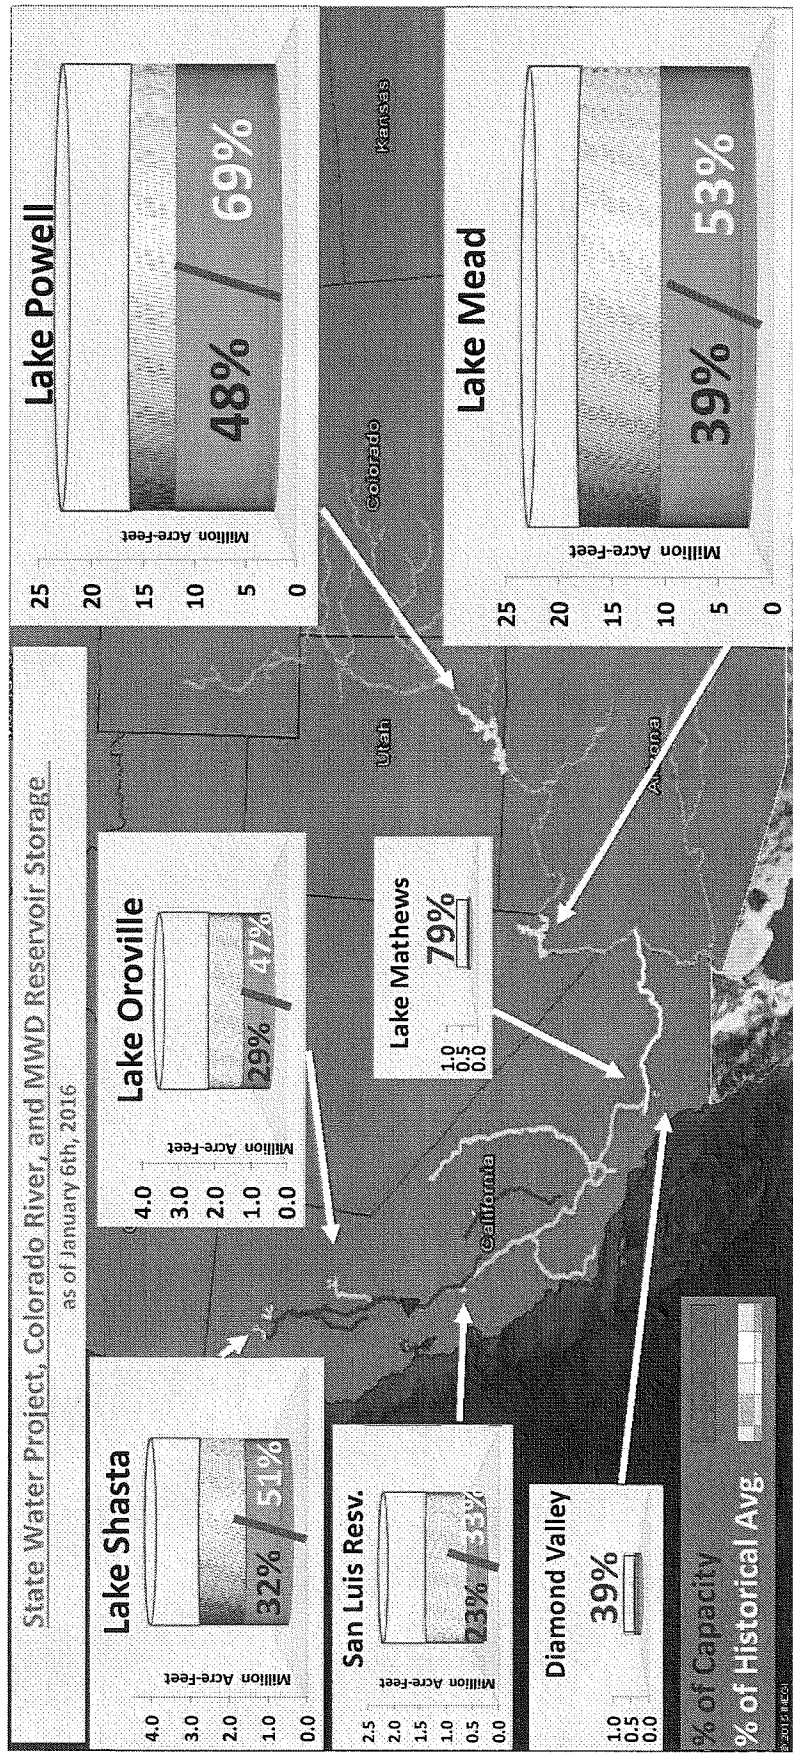 State Water Project, Colorado River, and MWD Reservoir Storage
as of January 6th, 2016
Lake Shasta
4.0
3.0
2.0
1.0
0.0
Million Acre-Feet
32%
51%
Lake Oroville
4.0
3.0
2.0
1.0
0.0
Million Acre-Feet
29%
47%
Lake Powell
25
20
15
10
5
0
Million Acre-Feet
48%
69%
San Luis Resv.
2.5
2.0
1.5
1.0
0.5
0.0
Million Acre-Feet
23%
Lake Mathews
1.0
0.5
0.0
79%
Lake Mead
25
20
15
10
5
0
Million Acre-Feet
39%
53%
Diamond Valley
1.0
0.5
0.0
39%
California
Utah
Colorado
Kansas
Arizona
% of Capacity
% of Historical Avg.